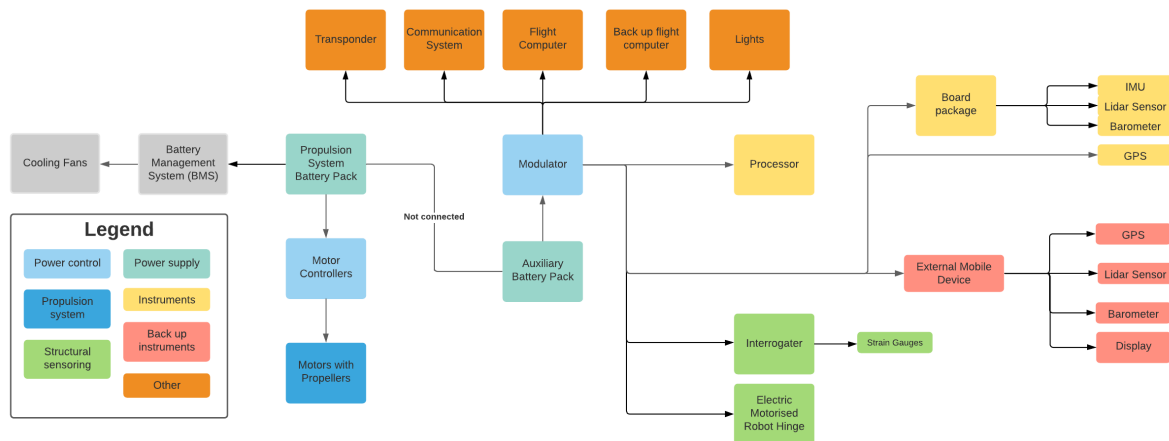 Transponder
Communication
System
Flight
Computer
Back up flight
computer
Lights
Board
package
IMU
Lidar Sensor
Barometer
Cooling Fans
Battery
Management
System (BMS)
Propulsion
System
Battery Pack
Modulator
Processor
GPS
Not connected
Legend
Power control
Power supply
Propulsion
system
Instruments
Back up
instruments
Structural
sensoring
Other
Motor
Controllers
Auxiliary
Battery Pack
External Mobile
Device
GPS
Lidar Sensor
Barometer
Display
Motors with
Propellers
Interrogater
Strain Gauges
Electric
Motorised
Robot Hinge